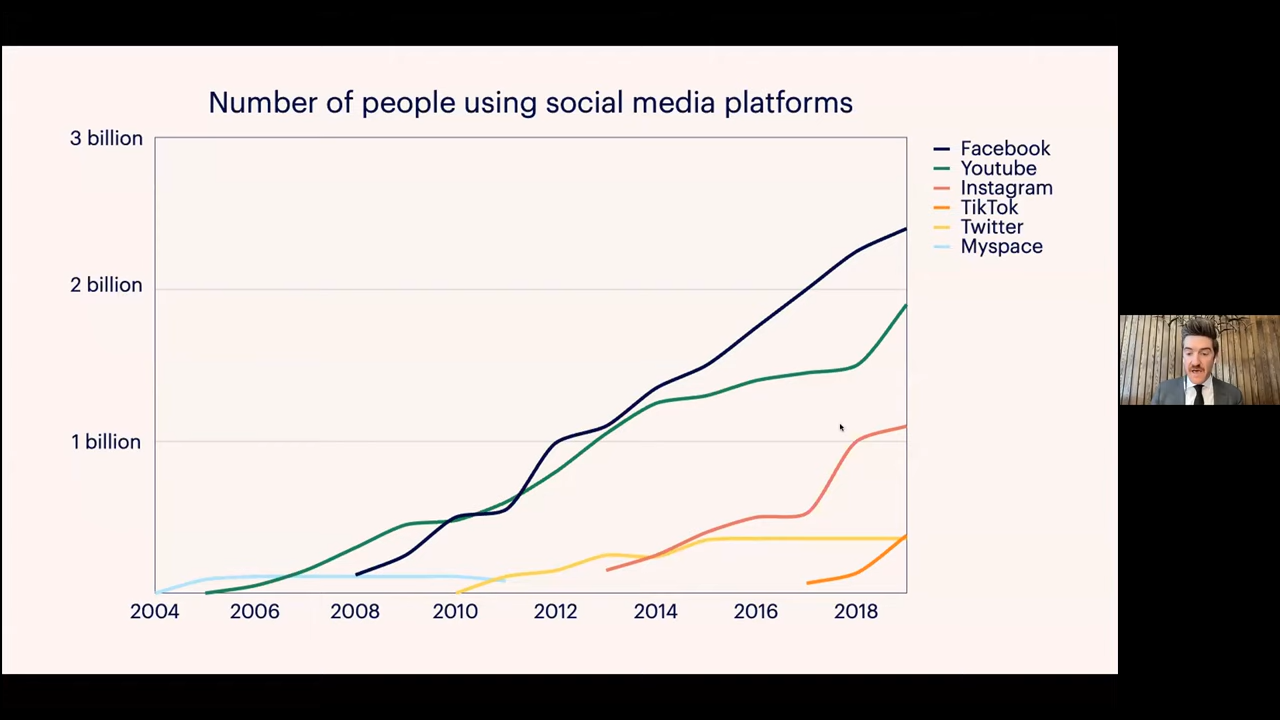 Number of people using social media platforms
3 billion
2 billion
1 billion
2004 2006 2008 2010 2012 2014 2016 2018
Facebook
Youtube
Instagram
TikTok
Twitter
Myspace